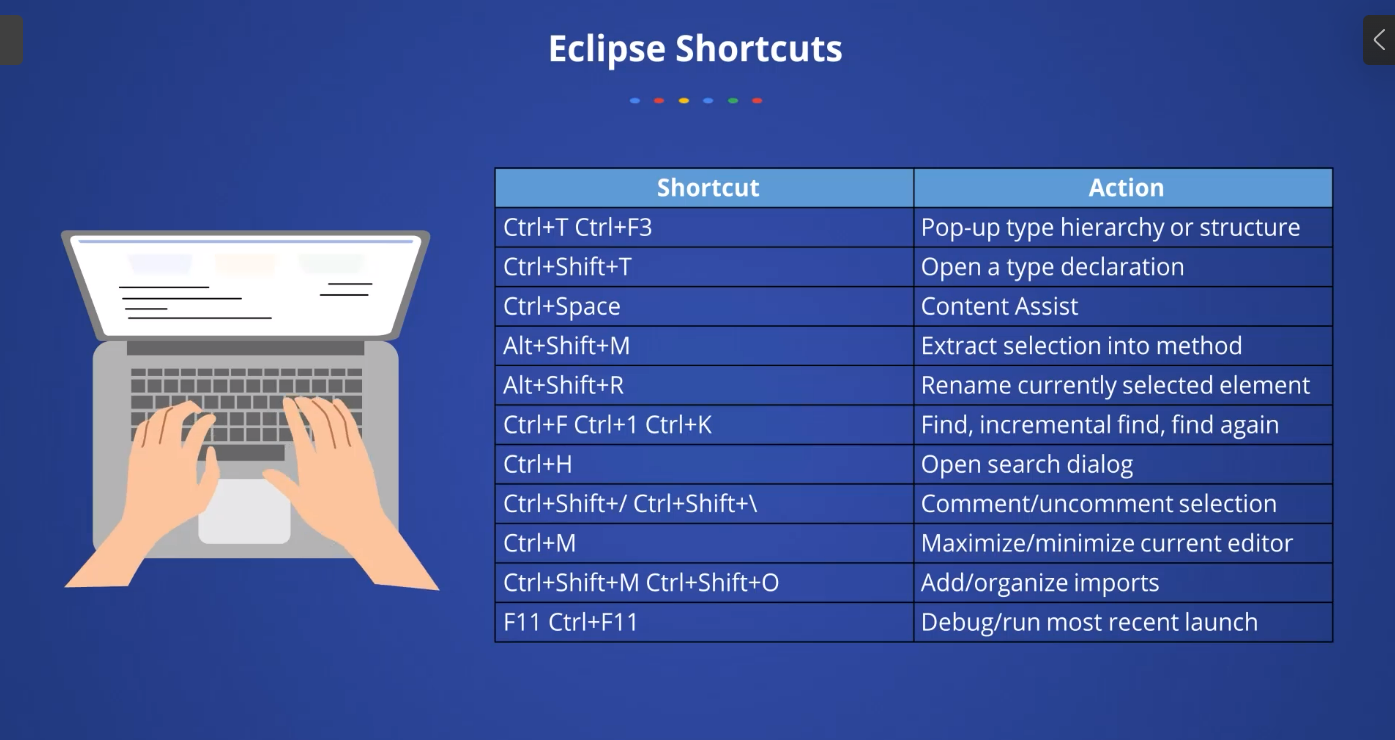 Eclipse Shortcuts
Shortcut Action
Ctrl+T Ctrl+F3 Pop-up type hierarchy or structure
Ctrl+Shift+T Open a type declaration
Ctrl+Space Content Assist
Alt+Shift+M Extract selection into method
Alt+Shift+R Rename currently selected element
Ctrl+F Ctrl+1 Ctrl+K Find, incremental find, find again
Ctrl+H Open search dialog
Ctrl+Shift+/ Ctrl+Shift+\ Comment/uncomment selection
Ctrl+M Maximize/minimize current editor
Ctrl+Shift+M Ctrl+Shift+O Add/organize imports
F11 Ctrl+F11 Debug/run most recent launch